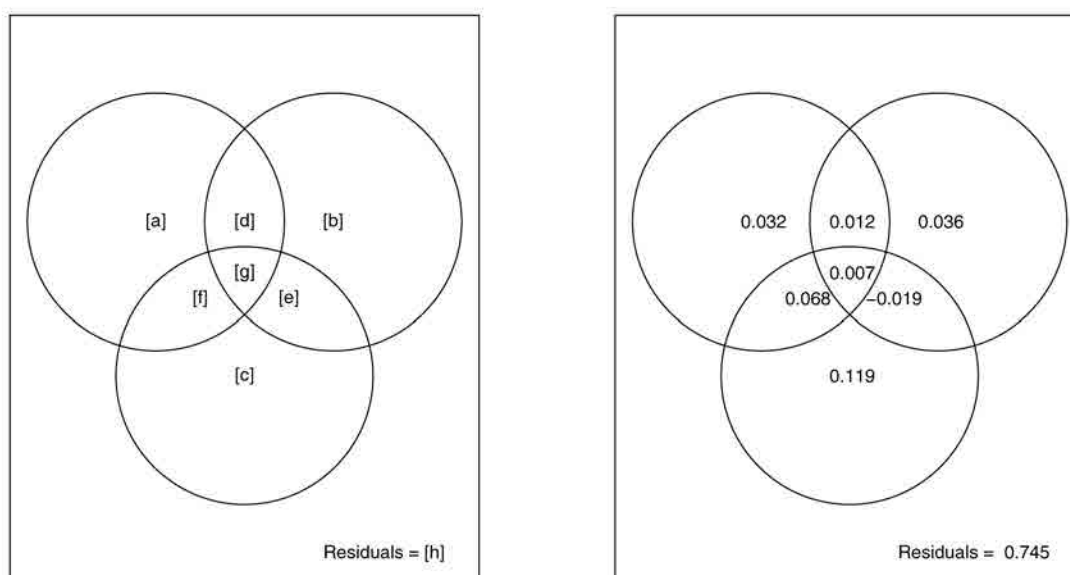 [a] [d] [b]
[g]
[f] [e]
[c]
Residuals = [h]
0.032 0.012 0.036
0.007
0.068 −0.019
0.119
Residuals = 0.745